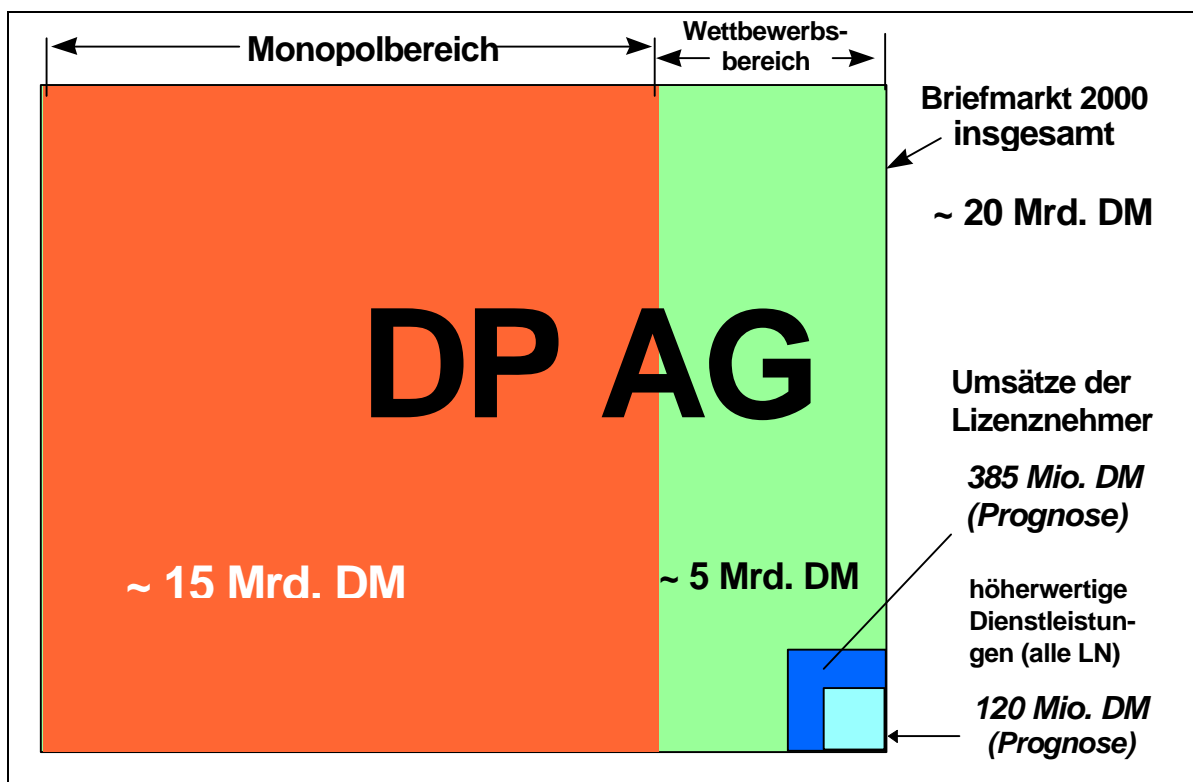 Monopolbereich
Wettbewerbs-
bereich
Briefmarkt 2000
insgesamt
~ 20 Mrd. DM
DP AG
Umsätze der
Lizenznehmer
385 Mio. DM
(Prognose)
~ 15 Mrd. DM
~ 5 Mrd. DM
höherwertige
Dienstleistun-
gen (alle LN)
120 Mio. DM
(Prognose)